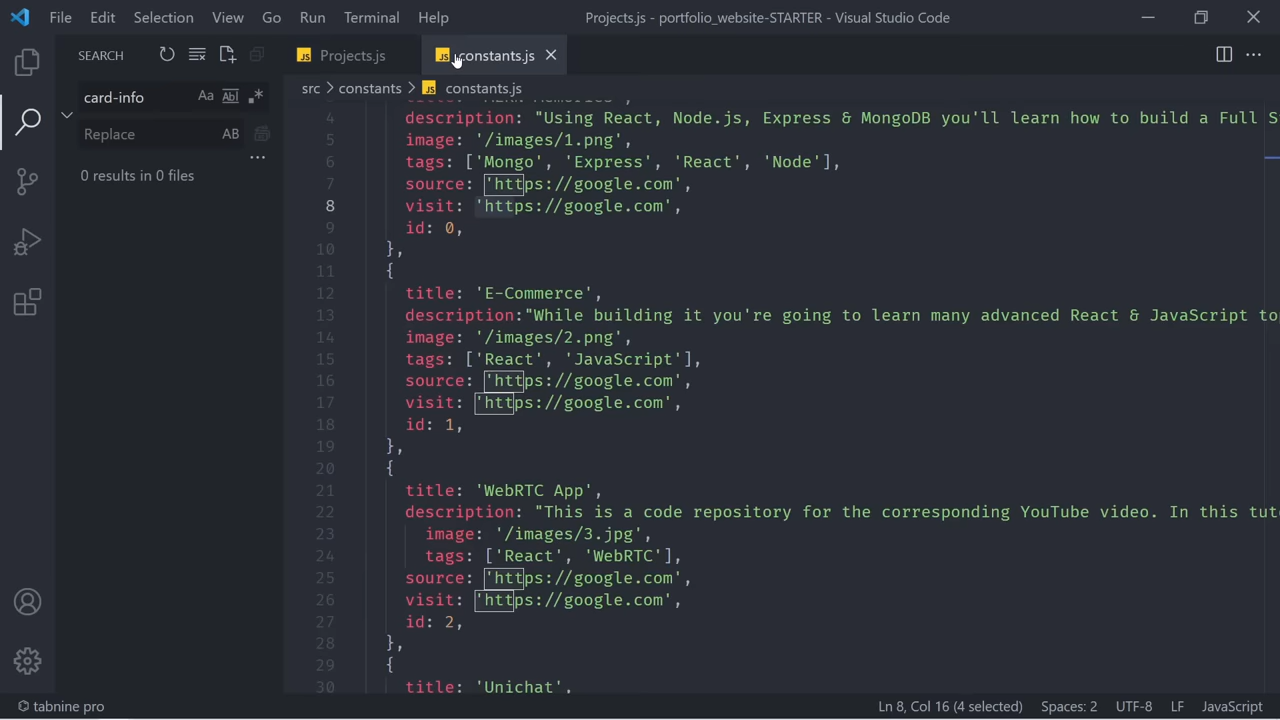 File Edit Selection View Go Run Terminal Help Projects.js - portfolio_website-STARTER - Visual Studio Code
SEARCH
JS Projects.js
JS constants.js
src > constants > JS constants.js
card-info Aa Abl
Replace AB
0 results in 0 files
4 description: "Using React, Node.js, Express & MongoDB you'll learn how to build a Full S
5 image: '/images/1.png',
6 tags: ['Mongo', 'Express', 'React', 'Node'],
7 source: 'https://google.com',
8 visit: 'https://google.com',
9 id: 0,
10 },
11 {
12 title: 'E-Commerce',
13 description:"While building it you're going to learn many advanced React & JavaScript to
14 image: '/images/2.png',
15 tags: ['React', 'JavaScript'],
16 source: 'https://google.com',
17 visit: 'https://google.com',
18 id: 1,
19 },
20 {
21 title: 'WebRTC App',
22 description: "This is a code repository for the corresponding YouTube video. In this tut
23 image: '/images/3.jpg',
24 tags: ['React', 'WebRTC'],
25 source: 'https://google.com',
26 visit: 'https://google.com',
27 id: 2,
28 },
29 {
30 title: 'Unichat',
tabnine pro Ln 8, Col 16 (4 selected) Spaces: 2 UTF-8 LF JavaScript